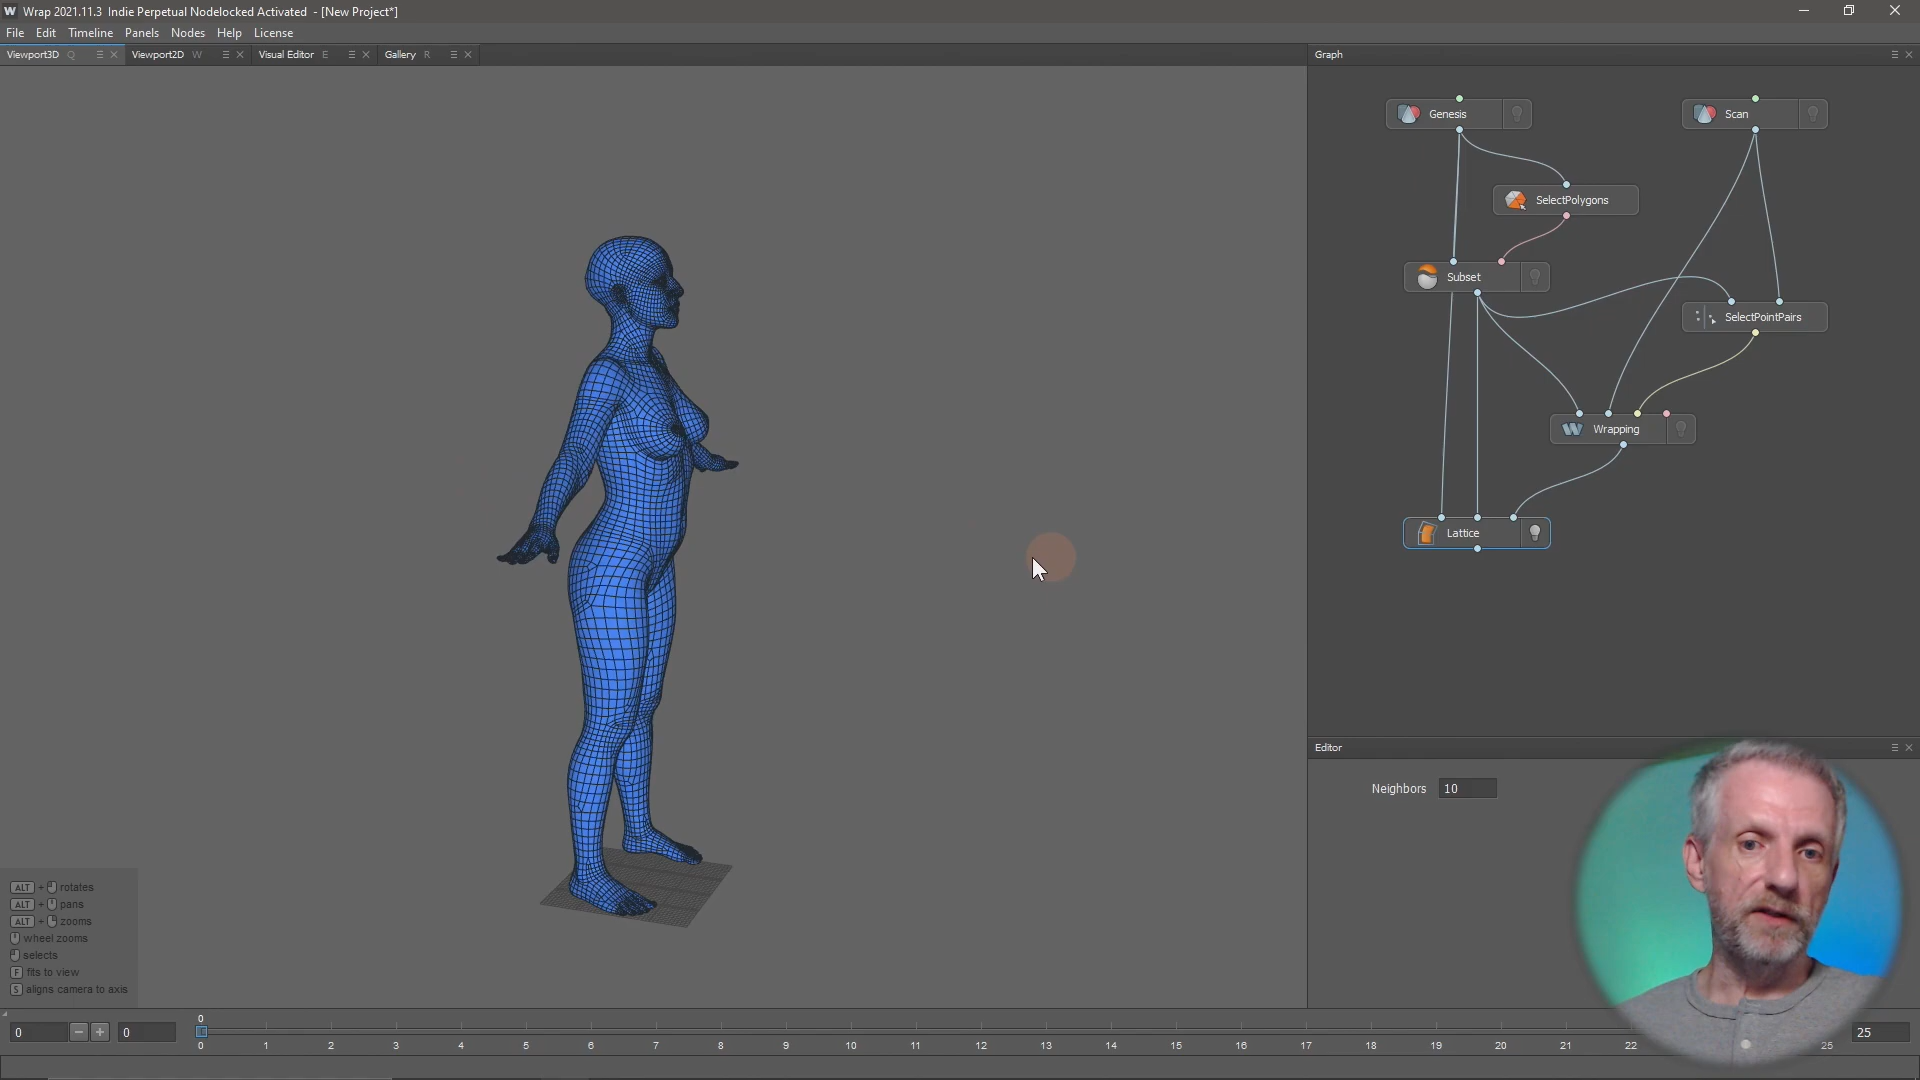 W Wrap 2021.11.3 Indie Perpetual Nodelocked Activated - [New Project*]
File Edit Timeline Panels Nodes Help License
Viewport3D Q Viewport2D W Visual Editor E Gallery R Graph
Genesis Scan
SelectPolygons
Subset
SelectPointPairs
Wrapping
Lattice
Editor
Neighbors 10
ALT + rotates
ALT + pans
ALT + zooms
wheel zooms
selects
F fits to view
S aligns camera to axis
0
0 0 25
0 1 2 3 4 5 6 7 8 9 10 11 12 13 14 15 16 17 18 19 20 21 22 25